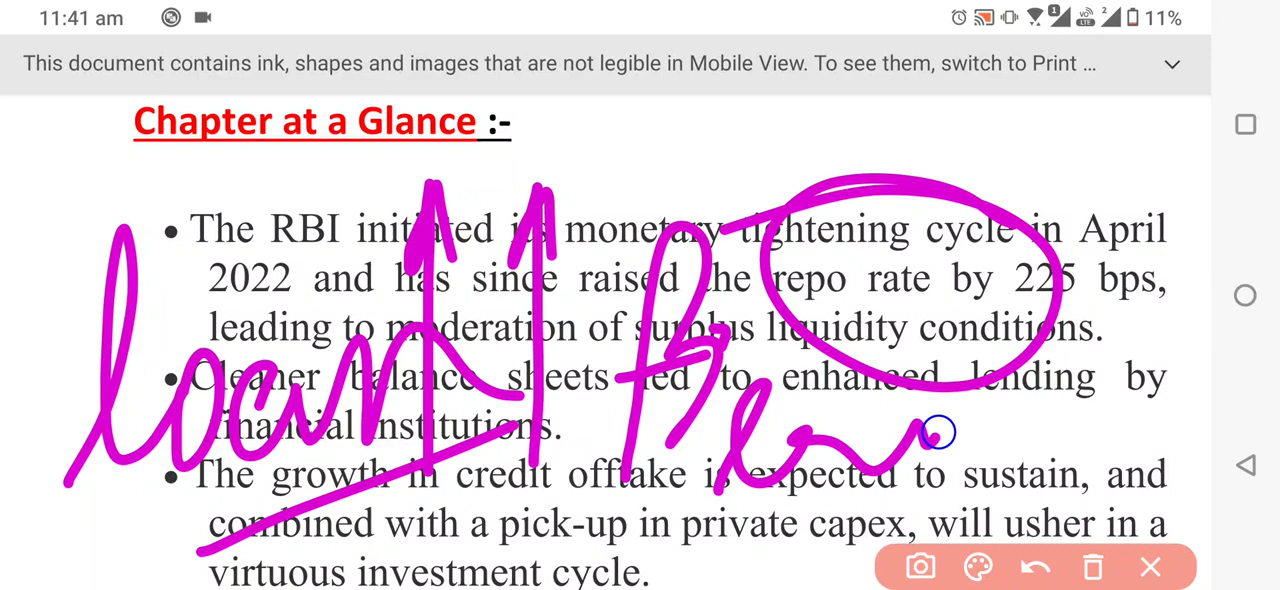 11:41 am 11%
This document contains ink, shapes and images that are not legible in Mobile View. To see them, switch to Print ...
Chapter at a Glance :-
• The RBI initiated its monetary tightening cycle in April
2022 and has since raised the repo rate by 225 bps,
leading to moderation of surplus liquidity conditions.
• Cleaner balance sheets led to enhanced lending by
financial institutions.
• The growth in credit offtake is expected to sustain, and
combined with a pick-up in private capex, will usher in a
virtuous investment cycle.
loan